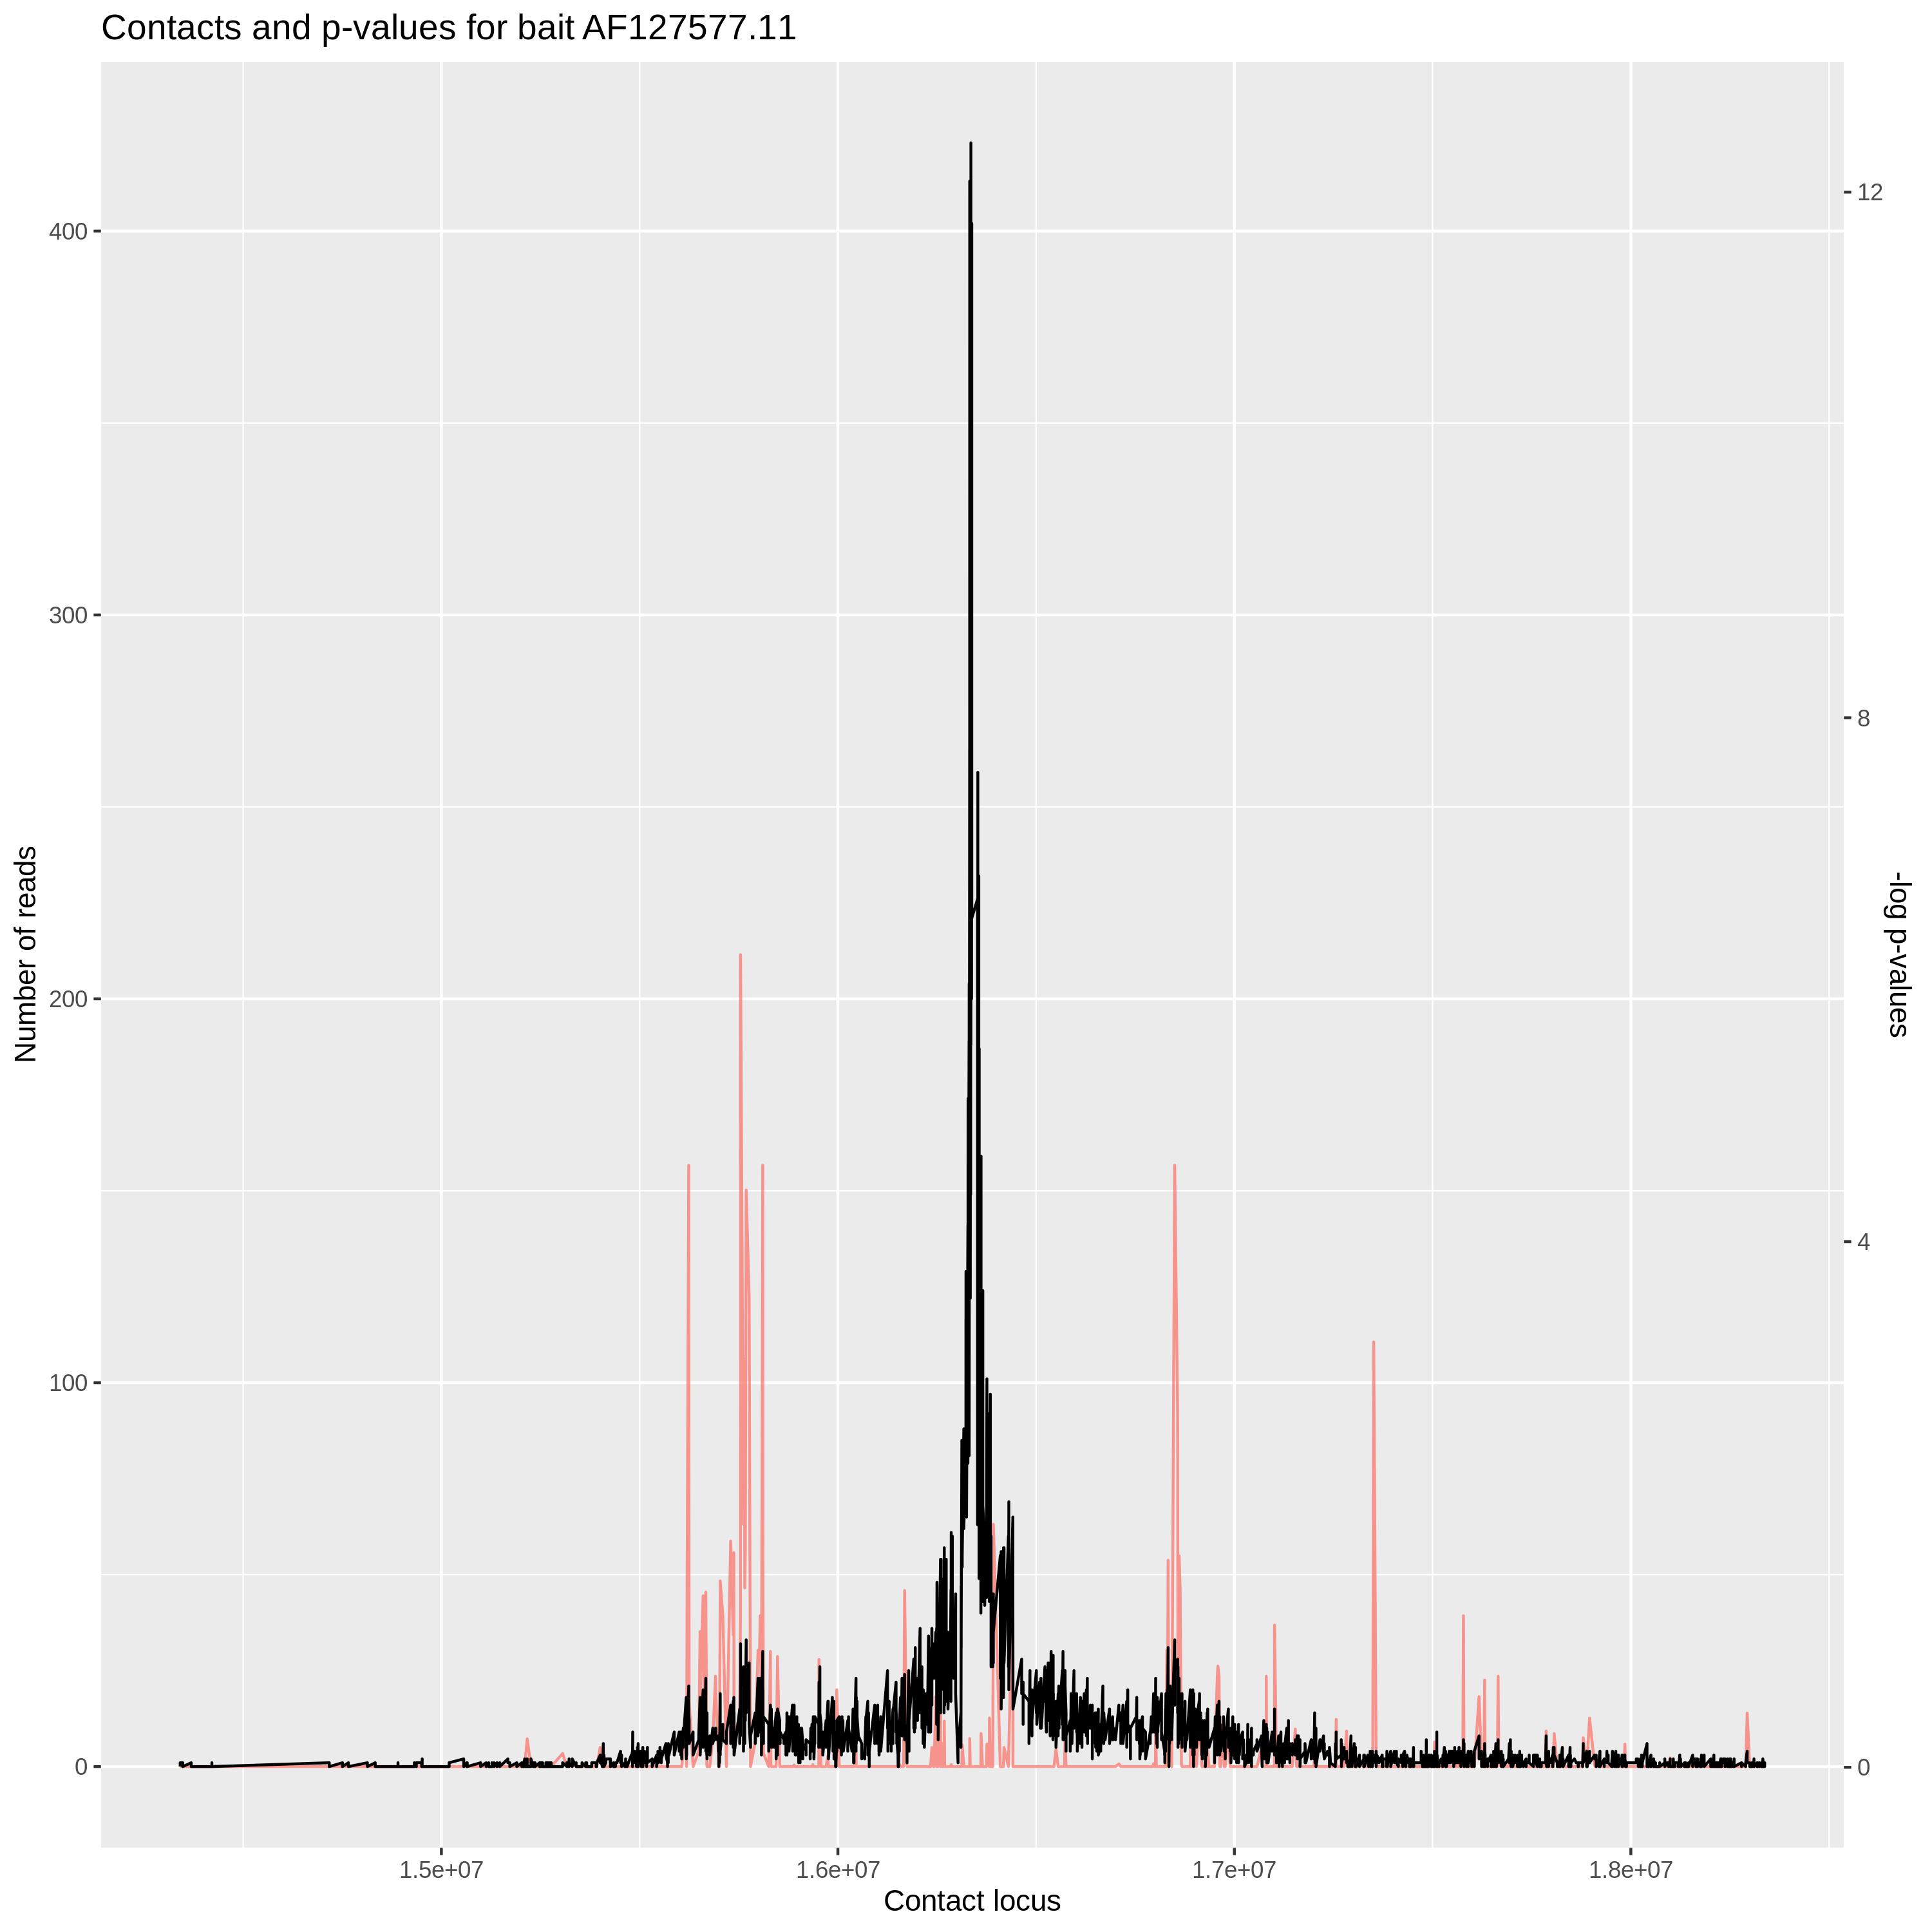 Contacts and p-values for bait AF127577.11
400
300
200
100
0
12
8
4
0
Number of reads
-log p-values
1.5e+07 1.6e+07 1.7e+07 1.8e+07
Contact locus